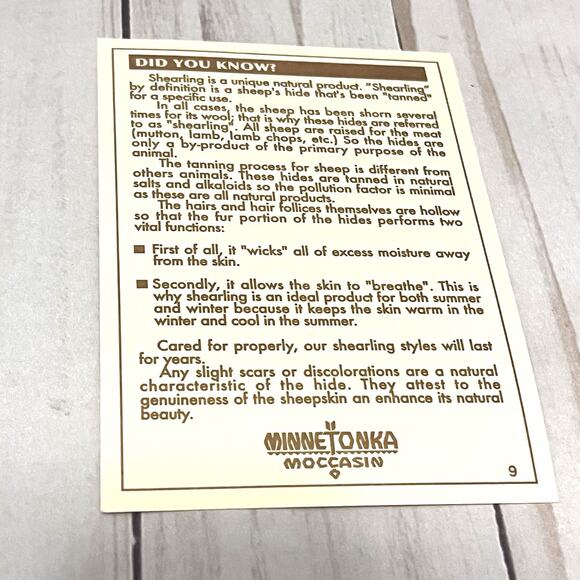 DID YOU KNOW?
Shearling is a unique natural product. "Shearling",
by definition is a sheep's hide that's been "tanned"
for a specific use.
In all cases, the sheep has been shorn several
times for its wool; that is why these hides are referred
to as "shearling". All sheep are raised for the meat
(mutton, lamb, lamb chops, etc.) So the hides are
only a by-product of the primary purpose of the
animal.
The tanning process for sheep is different from
others animals. These hides are tanned in natural
salts and alkaloids so the pollution factor is minimal
as these are all natural products.
The hairs and hair follices themselves are hollow
so that the fur portion of the hides performs two
vital functions:
■ First of all, it "wicks" all of excess moisture away
from the skin.
■ Secondly, it allows the skin to "breathe". This is
why shearling is an ideal product for both summer
and winter because it keeps the skin warm in the
winter and cool in the summer.
Cared for properly, our shearling styles will last
for years.
Any slight scars or discolorations are a natural
characteristic of the hide. They attest to the
genuineness of the sheepskin an enhance its natural
beauty.
MINNETONKA
MOCCASIN
9